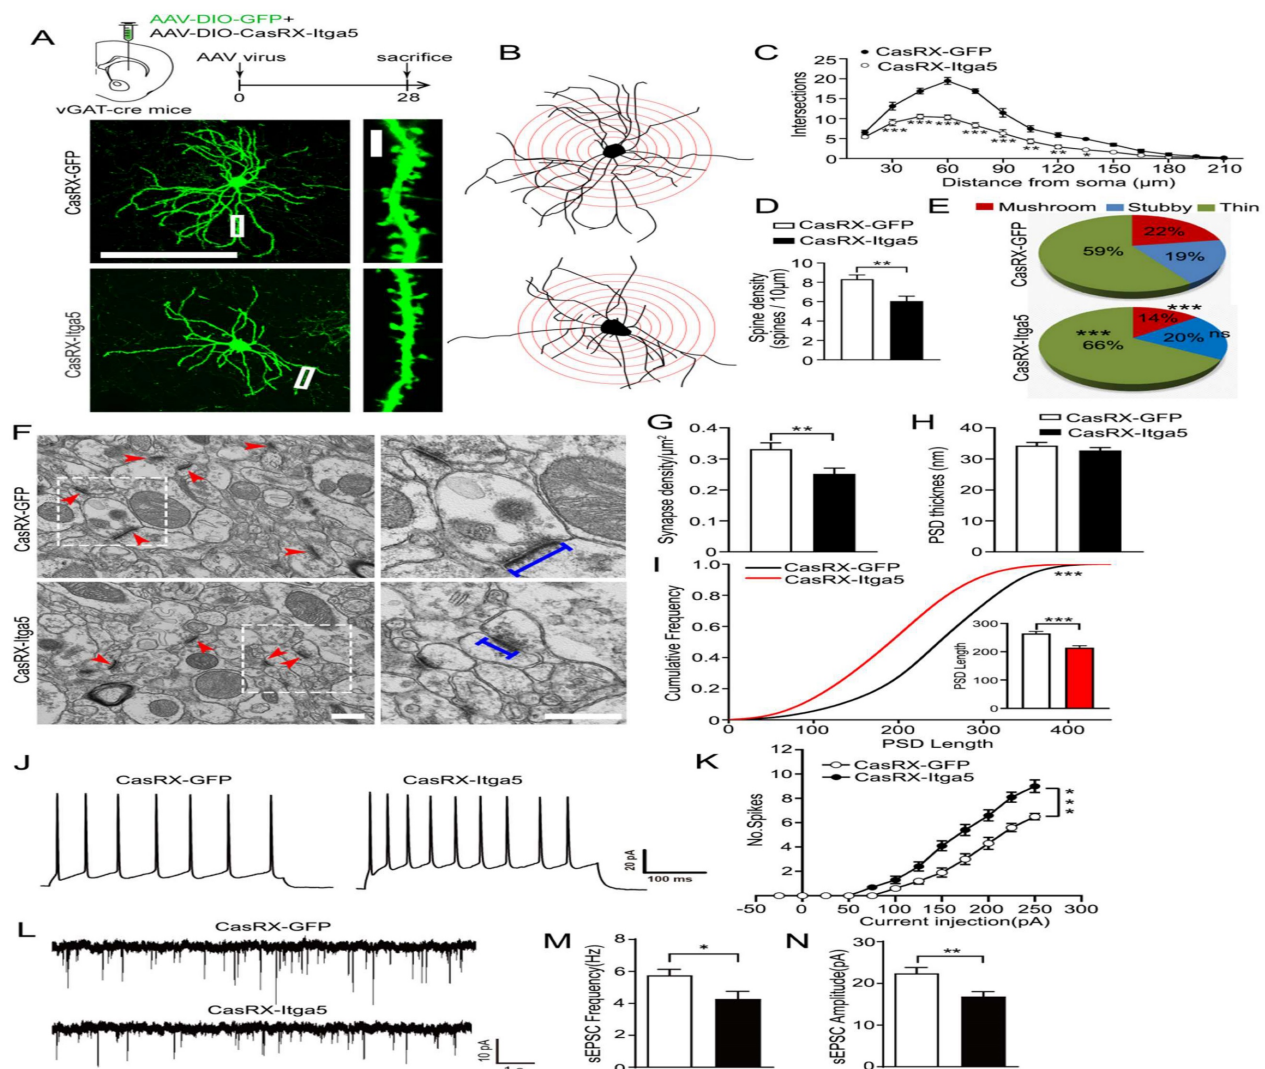 A
AAV-DIO-GFP+
AAV-DIO-CasRX-Itga5
AAV virus
sacrifice
0
28
vGAT-cre mice
CasRX-GFP
CasRX-Itga5
B
C
CasRX-GFP
CasRX-Itga5
Intersections
25
20
15
10
5
0
***
******
***
***
**
**
*
30 60 90 120 150 180 210
Distance from soma (μm)
D
CasRX-GFP
CasRX-Itga5
Spine density
(spines / 10μm)
10
8
6
4
2
0
**
E
Mushroom Stubby Thin
CasRX-GFP
22%
59%
19%
CasRX-Itga5
***
14%
***
66%
20%
ns
F
CasRX-GFP
CasRX-Itga5
G
Synapse density/μm²
0.4
0.3
0.2
0.1
0
**
H
CasRX-GFP
CasRX-Itga5
PSD thicknes (nm)
40
30
20
10
0
I
CasRX-GFP
CasRX-Itga5
Cumulative Frequency
1.0
0.8
0.6
0.4
0.2
0
***
0 100 200 300 400
PSD Length
PSD Length
300
200
100
0
***
J
CasRX-GFP
CasRX-Itga5
20 pA
100 ms
K
CasRX-GFP
CasRX-Itga5
No.Spikes
12
10
8
6
4
2
***
-50 0 50 100 150 200 250 300
Current injection(pA)
L
CasRX-GFP
CasRX-Itga5
10 pA
M
sEPSC Frequency(Hz)
8
6
4
2
0
*
N
sEPSC Amplitude(pA)
30
20
10
0
**